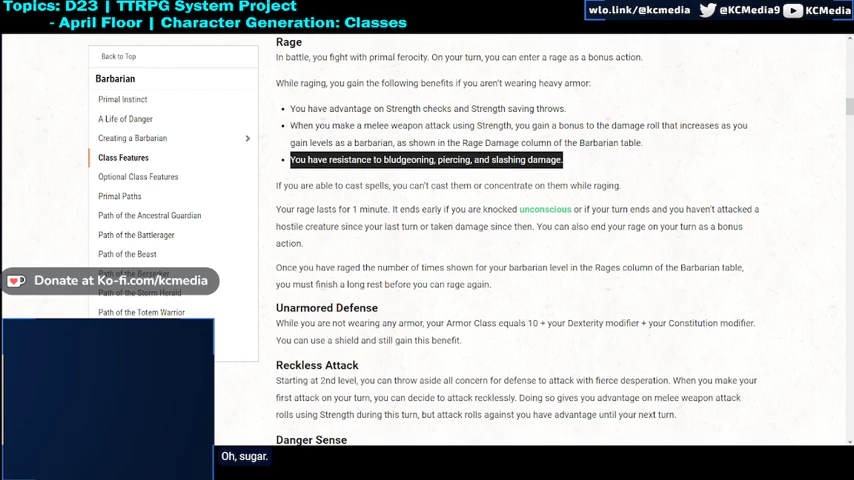 Topics: D23 | TTRPG System Project
- April Floor | Character Generation: Classes
wlo.link/@kcmedia @KCMedia9 KCMedia
Back to Top
Barbarian
Primal Instinct
A Life of Danger
Creating a Barbarian
Class Features
Optional Class Features
Primal Paths
Path of the Ancestral Guardian
Path of the Battlerager
Path of the Beast
Path of the Berserker
Donate at Ko-fi.com/kcmedia
Path of the Storm Herald
Path of the Totem Warrior
Rage
In battle, you fight with primal ferocity. On your turn, you can enter a rage as a bonus action.
While raging, you gain the following benefits if you aren't wearing heavy armor:
• You have advantage on Strength checks and Strength saving throws.
• When you make a melee weapon attack using Strength, you gain a bonus to the damage roll that increases as you
gain levels as a barbarian, as shown in the Rage Damage column of the Barbarian table.
• You have resistance to bludgeoning, piercing, and slashing damage.
If you are able to cast spells, you can't cast them or concentrate on them while raging.
Your rage lasts for 1 minute. It ends early if you are knocked unconscious or if your turn ends and you haven't attacked a
hostile creature since your last turn or taken damage since then. You can also end your rage on your turn as a bonus
action.
Once you have raged the number of times shown for your barbarian level in the Rages column of the Barbarian table,
you must finish a long rest before you can rage again.
Unarmored Defense
While you are not wearing any armor, your Armor Class equals 10 + your Dexterity modifier + your Constitution modifier.
You can use a shield and still gain this benefit.
Reckless Attack
Starting at 2nd level, you can throw aside all concern for defense to attack with fierce desperation. When you make your
first attack on your turn, you can decide to attack recklessly. Doing so gives you advantage on melee weapon attack
rolls using Strength during this turn, but attack rolls against you have advantage until your next turn.
Danger Sense
Oh, sugar.